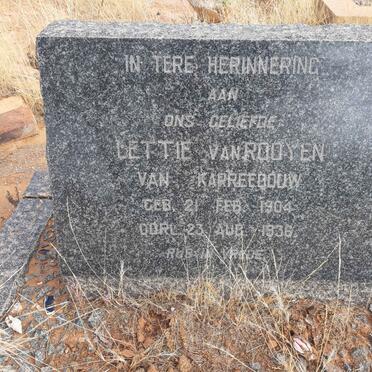 IN TERE HERINNERING
AAN
ONS GELIEFDE
LETTIE van ROOYEN
VAN KARREEBOUW
GEB. 21 FEB. 1904
OORL. 23 AUG. 1936
RUS IN VREDE